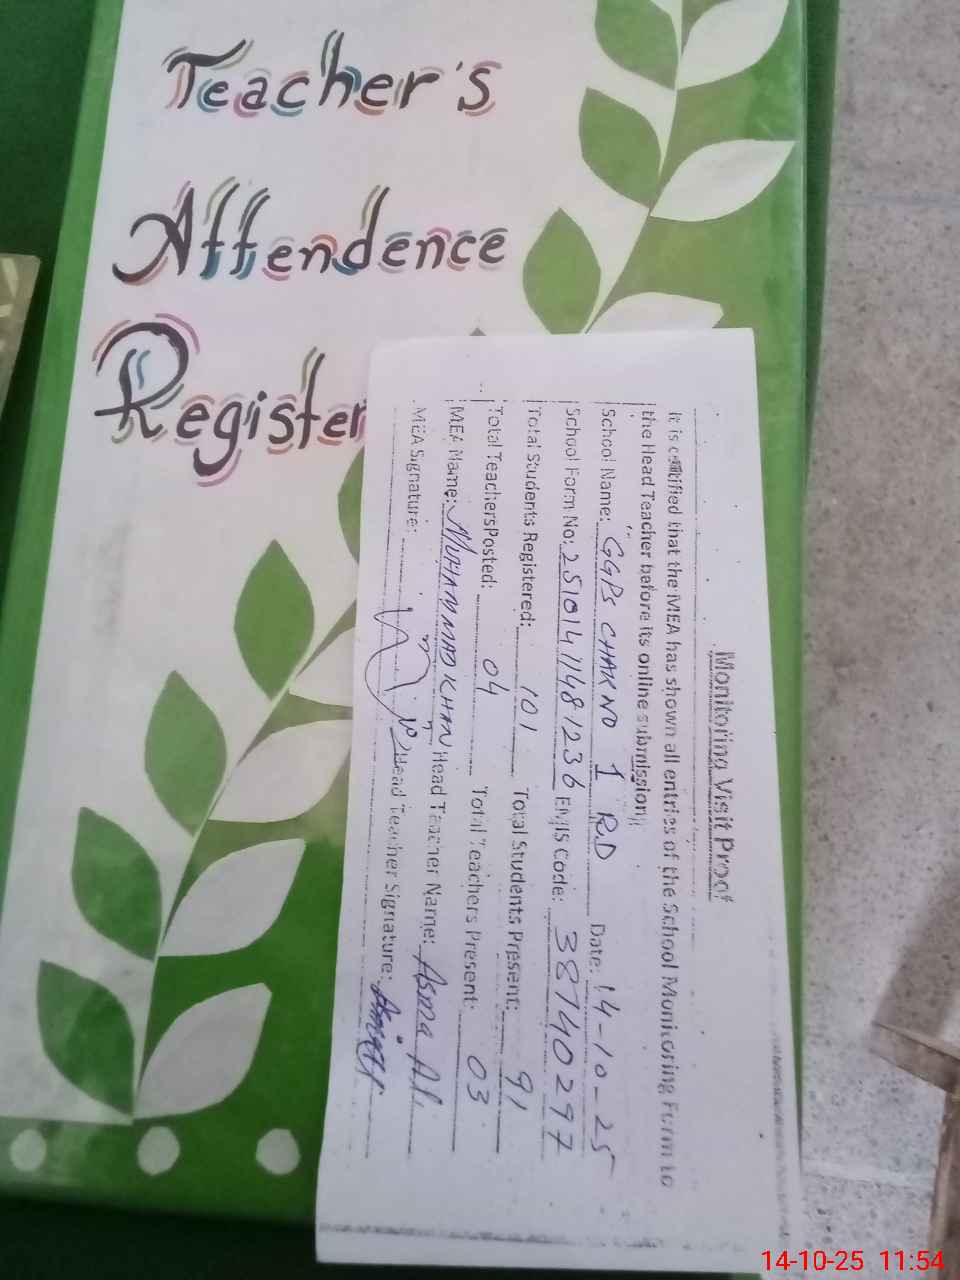 Teacher's
Attendence
Register
Monitoring Visit Proof
It is certified that the MEA has shown all entries of the School Monitoring Form to
the Head Teacher before its online submission.
School Name: GGPS CHAK NO 1 RD Date: 14-10-25
School Form No: 2510141148 1236 EMIS Code: 38740297
Total Students Registered: 101 Total Students Present: 91
Total Teachers Posted: 04 Total Teachers Present: 03
MEA Name: MUHAMMAD KHAN Head Teacher Name: Asma Ali
MEA Signature: Head Teacher Signature:
14-10-25 11:54